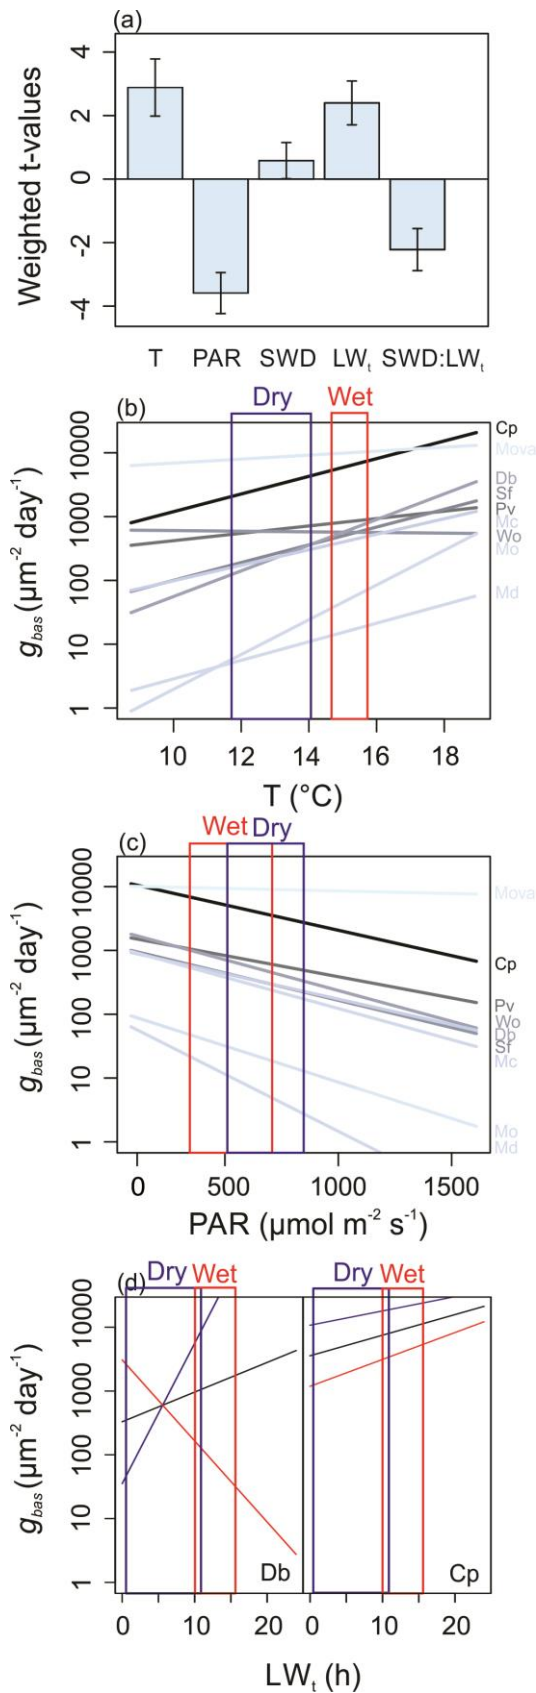 (a)
Weighted t-values
4
2
0
-2
-4
T PAR SWD LWt SWD:LWt
(b)
Dry Wet
gbas (µm⁻² day⁻¹)
10000
1000
100
10
1
Cp
Mova
Db
Sf
Pv
Mc
Wo
Mo
Md
10 12 14 16 18
T (°C)
(c)
Wet Dry
gbas (µm⁻² day⁻¹)
10000
1000
100
10
1
Mova
Cp
Pv
Wo
Db
Sf
Mc
Mo
Md
0 500 1000 1500
PAR (µmol m⁻² s⁻¹)
(d)
Dry Wet Dry Wet
gbas (µm⁻² day⁻¹)
10000
1000
100
10
1
Db Cp
0 10 20 0 10 20
LWt (h)